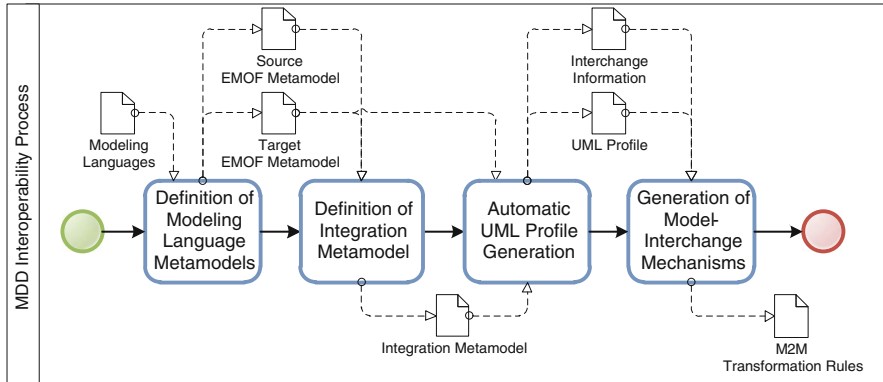 MDD Interoperability Process
Source
EMOF Metamodel
Interchange
Information
Modeling
Languages
Target
EMOF Metamodel
UML Profile
Definition of
Modeling
Language
Metamodels
Definition of
Integration
Metamodel
Automatic
UML Profile
Generation
Generation of
Model-
Interchange
Mechanisms
Integration Metamodel
M2M
Transformation Rules